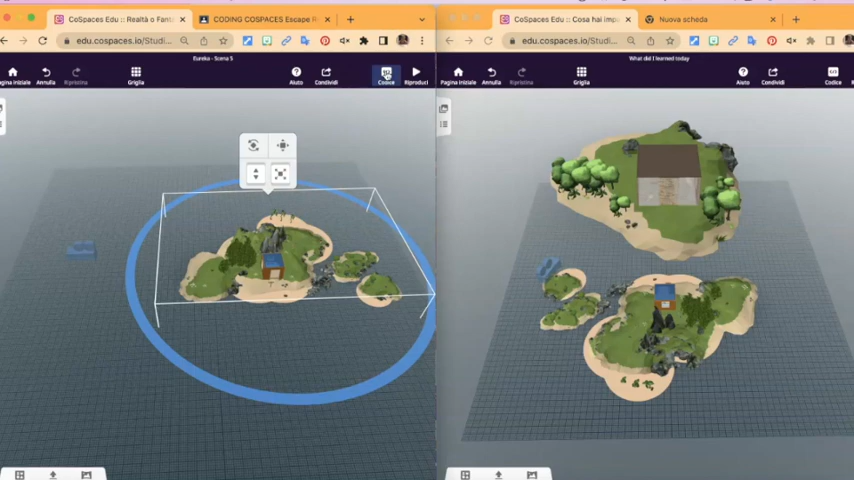 CoSpaces Edu :: Realtà o Fanta
CODING COSPACES Escape R
edu.cospaces.io/Studi...
Eureka - Scena 5
Pagina iniziale
Annulla
Ripristina
Griglia
Aiuto
Condividi
Codice
Riproduci
CoSpaces Edu :: Cosa hai imp
Nuova scheda
edu.cospaces.io/Studi...
What did I learned today
Pagina iniziale
Annulla
Ripristina
Griglia
Aiuto
Condividi
Codice